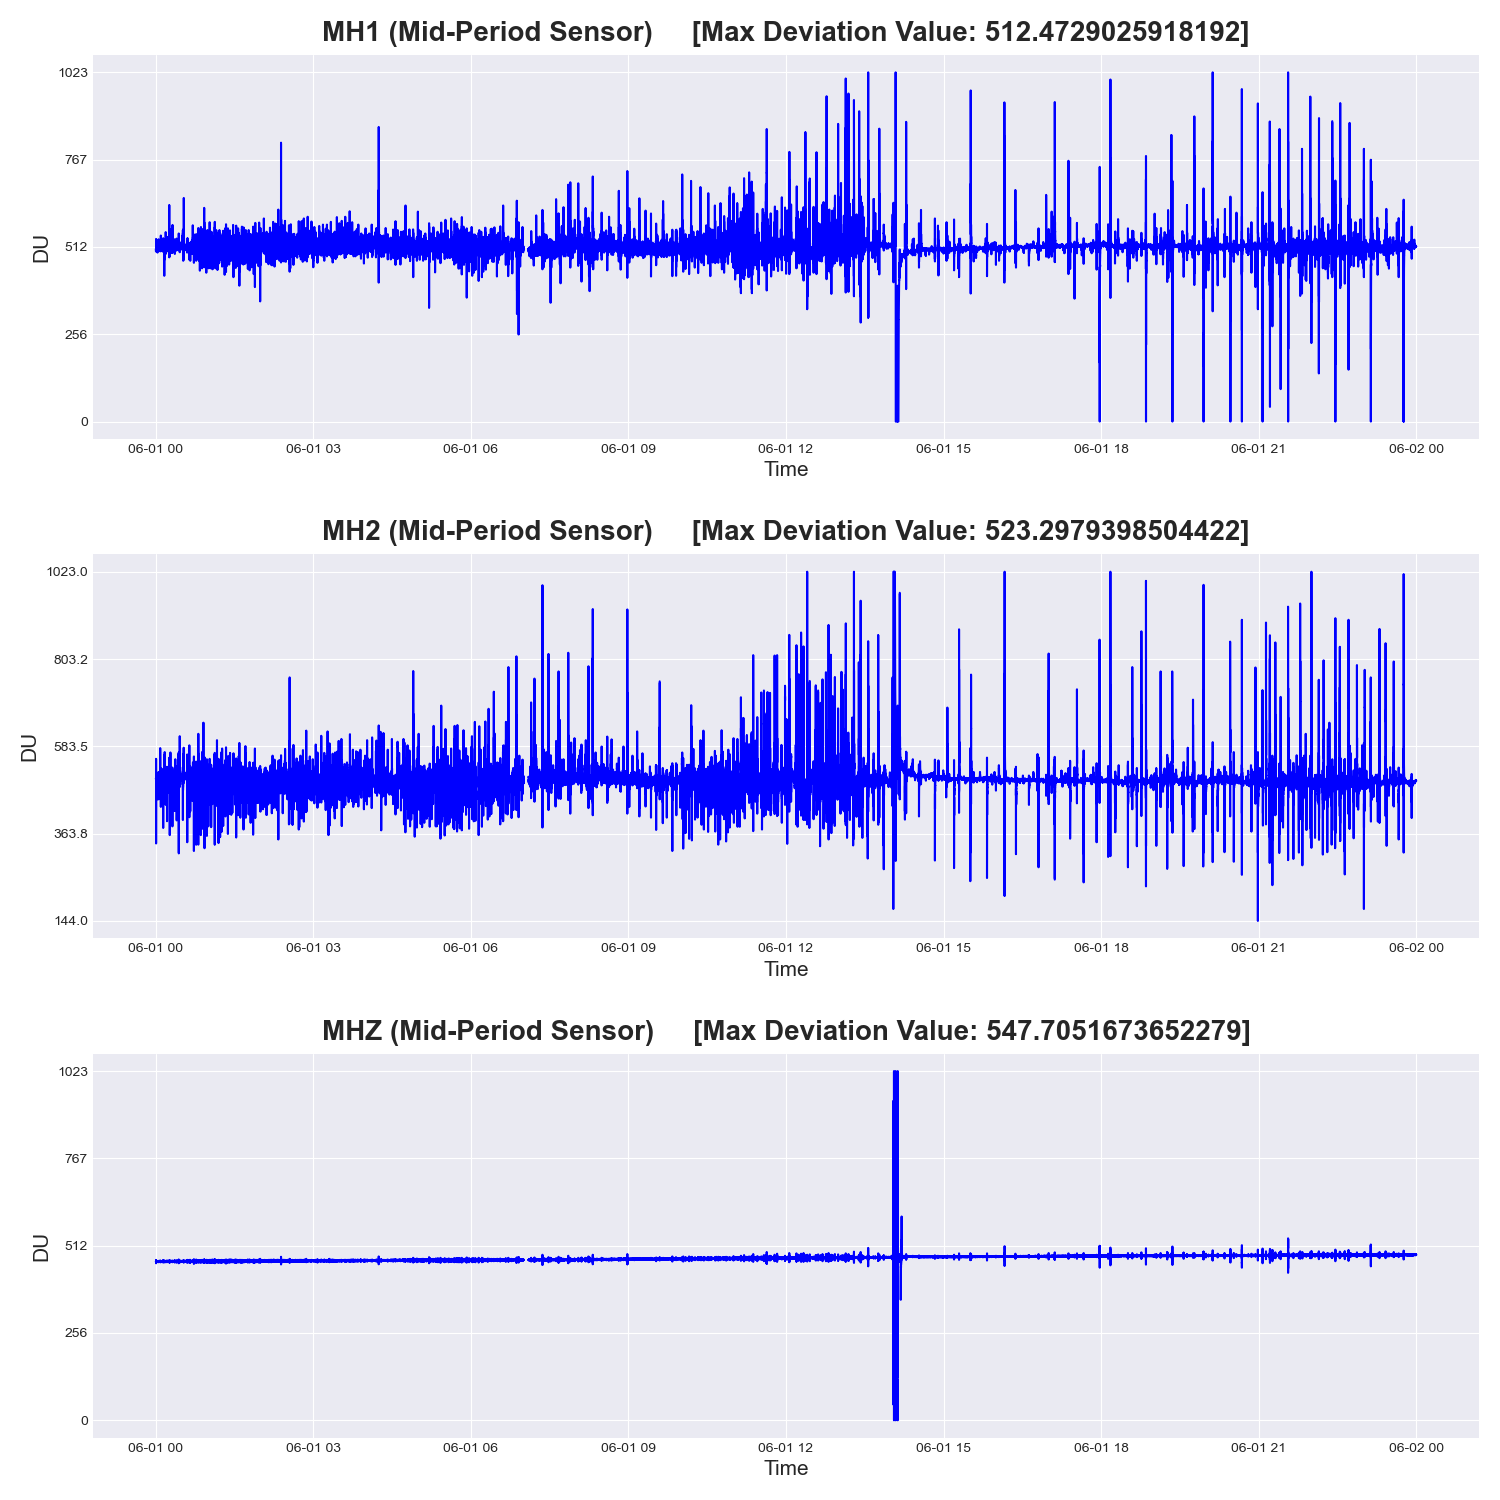 MH1 (Mid-Period Sensor) [Max Deviation Value: 512.4729025918192]
1023
767
512
256
0
DU
06-01 00 06-01 03 06-01 06 06-01 09 06-01 12 06-01 15 06-01 18 06-01 21 06-02 00
Time
MH2 (Mid-Period Sensor) [Max Deviation Value: 523.2979398504422]
1023.0
803.2
583.5
363.8
144.0
DU
06-01 00 06-01 03 06-01 06 06-01 09 06-01 12 06-01 15 06-01 18 06-01 21 06-02 00
Time
MHZ (Mid-Period Sensor) [Max Deviation Value: 547.7051673652279]
1023
767
512
256
0
DU
06-01 00 06-01 03 06-01 06 06-01 09 06-01 12 06-01 15 06-01 18 06-01 21 06-02 00
Time